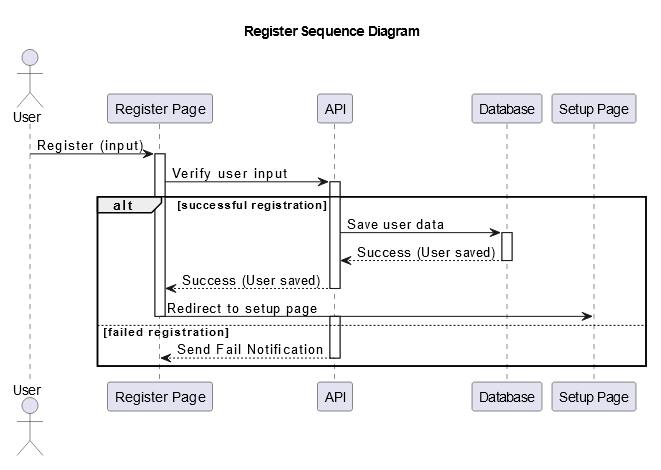 Register Sequence Diagram
User
Register Page
API
Database
Setup Page
Register (input)
Verify user input
alt
[successful registration]
Save user data
Success (User saved)
Success (User saved)
Redirect to setup page
[failed registration]
Send Fail Notification
User
Register Page
API
Database
Setup Page